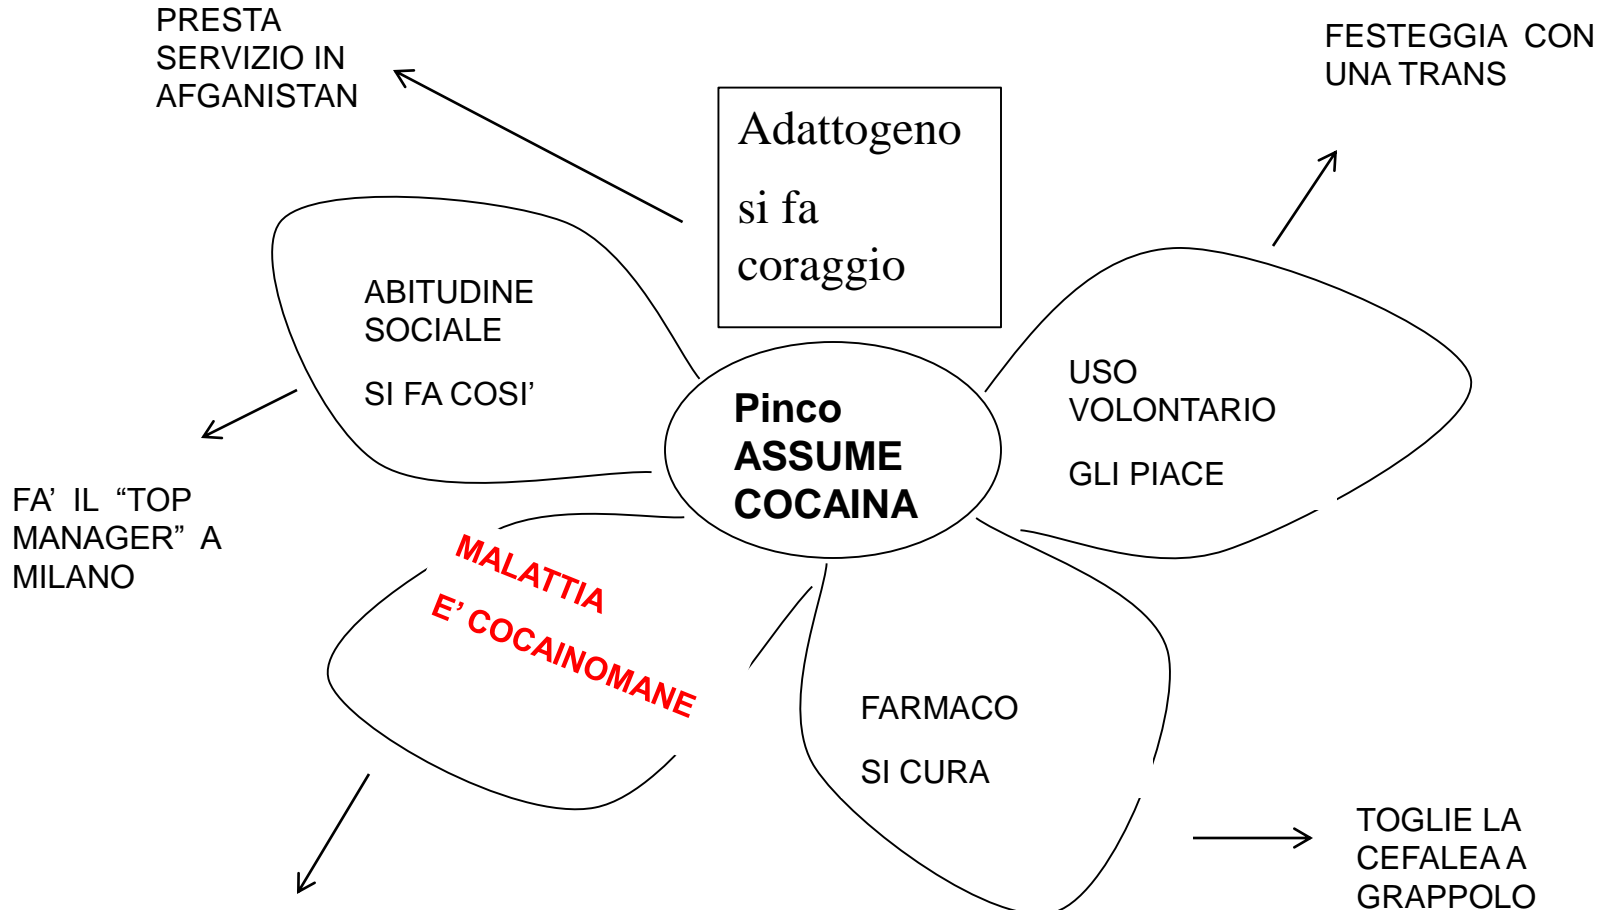 PRESTA
SERVIZIO IN
AFGANISTAN
FESTEGGIA CON
UNA TRANS
Adattogeno
si fa
coraggio
ABITUDINE
SOCIALE
SI FA COSI’
USO
VOLONTARIO
GLI PIACE
Pinco
ASSUME
COCAINA
FA’ IL “TOP
MANAGER” A
MILANO
MALATTIA
E’ COCAINOMANE
FARMACO
SI CURA
TOGLIE LA
CEFALEA A
GRAPPOLO